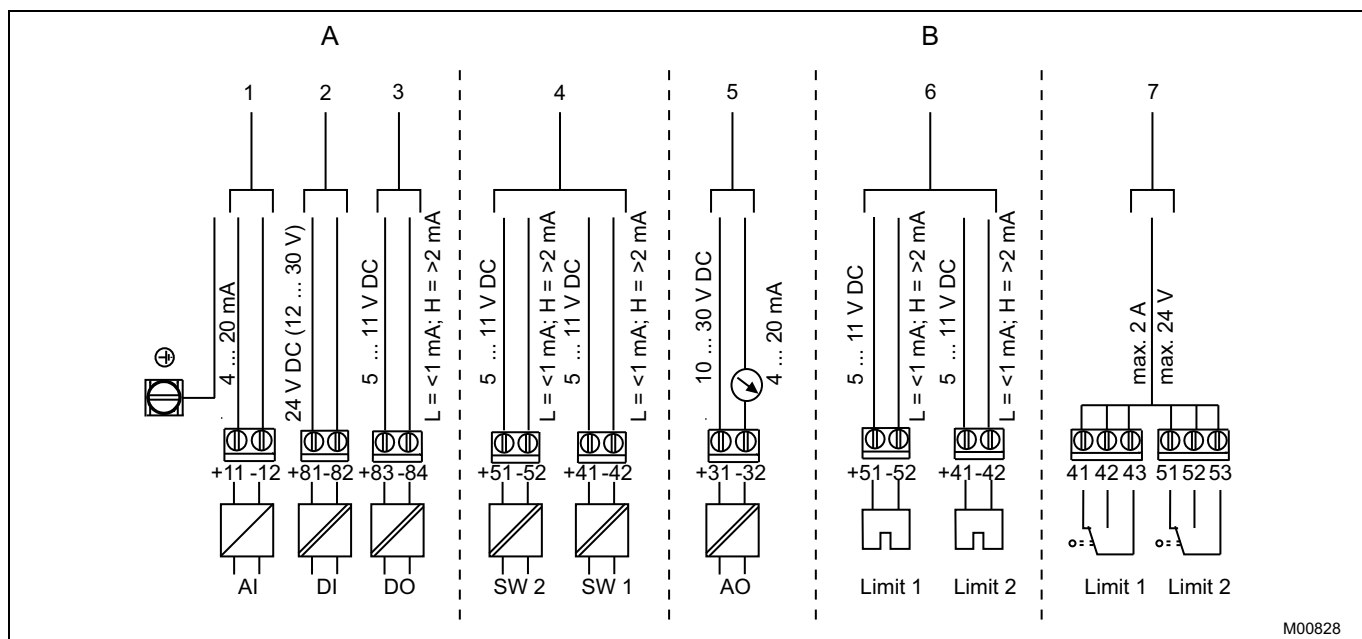 A
B
1
2
3
4
5
6
7
4 ... 20 mA
24 V DC (12 ... 30 V)
5 ... 11 V DC
L = <1 mA; H = >2 mA
5 ... 11 V DC
L = <1 mA; H = >2 mA
5 ... 11 V DC
L = <1 mA; H = >2 mA
10 ... 30 V DC
4 ... 20 mA
5 ... 11 V DC
L = <1 mA; H = >2 mA
5 ... 11 V DC
L = <1 mA; H = >2 mA
max. 2 A
max. 24 V
+11 -12
+81-82
+83 -84
+51 -52
+41 -42
+31 -32
+51 -52
+41 -42
41 42 43
51 52 53
AI
DI
DO
SW 2
SW 1
AO
Limit 1
Limit 2
Limit 1
Limit 2
M00828